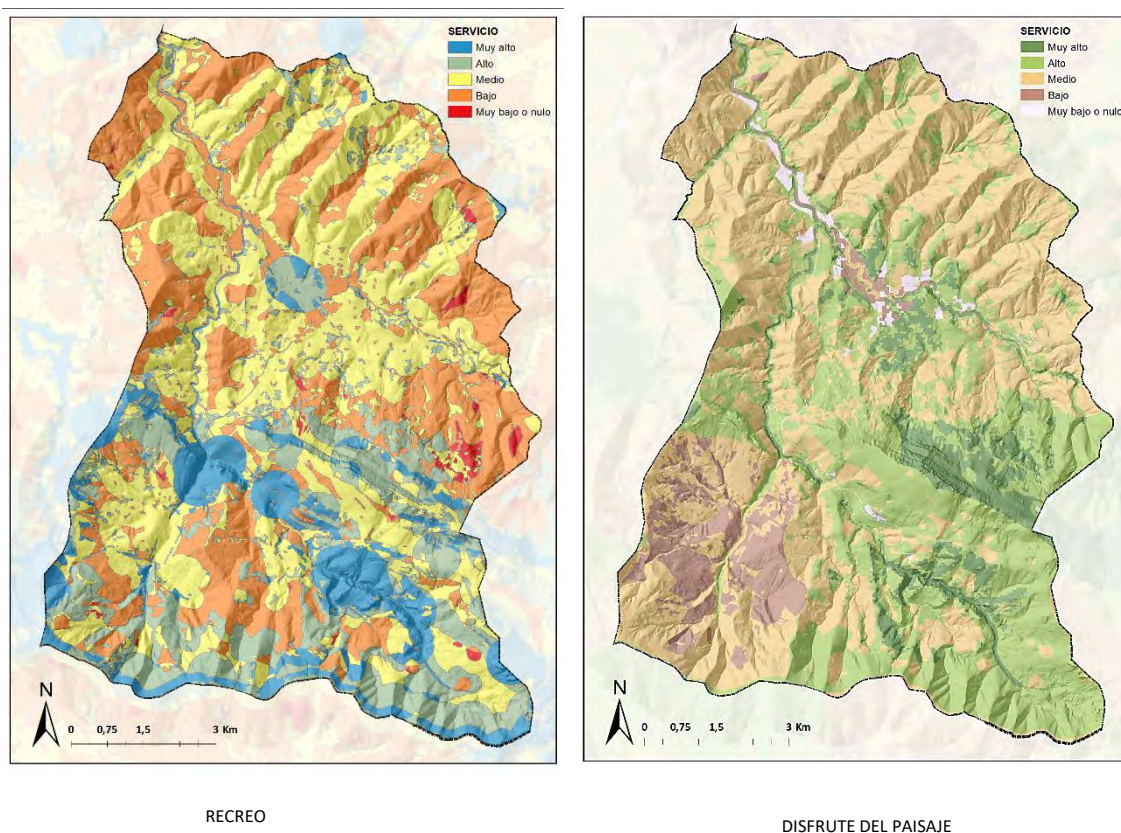 SERVICIO
Muy alto
Alto
Medio
Bajo
Muy bajo o nulo
N
0 0,75 1,5 3 Km
RECREO
SERVICIO
Muy alto
Alto
Medio
Bajo
Muy bajo o nulo
N
0 0,75 1,5 3 Km
DISFRUTE DEL PAISAJE